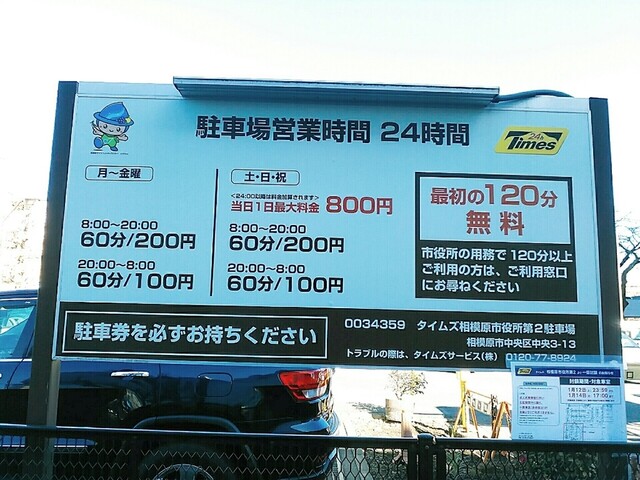 駐車場営業時間 24時間
24h
Times
月～金曜
8:00～20:00
60分/200円
20:00～8:00
60分/100円
土・日・祝
<24:00以降は料金加算されます>
当日1日最大料金 800円
8:00～20:00
60分/200円
20:00～8:00
60分/100円
最初の120分
無料
市役所の用務で120分以上
ご利用の方は、ご利用窓口
にお尋ねください
駐車券を必ずお持ちください
0034359 タイムズ相模原市役所第2駐車場
相模原市中央区中央3-13
トラブルの際は、タイムズサービス(株) 0120-77-8924